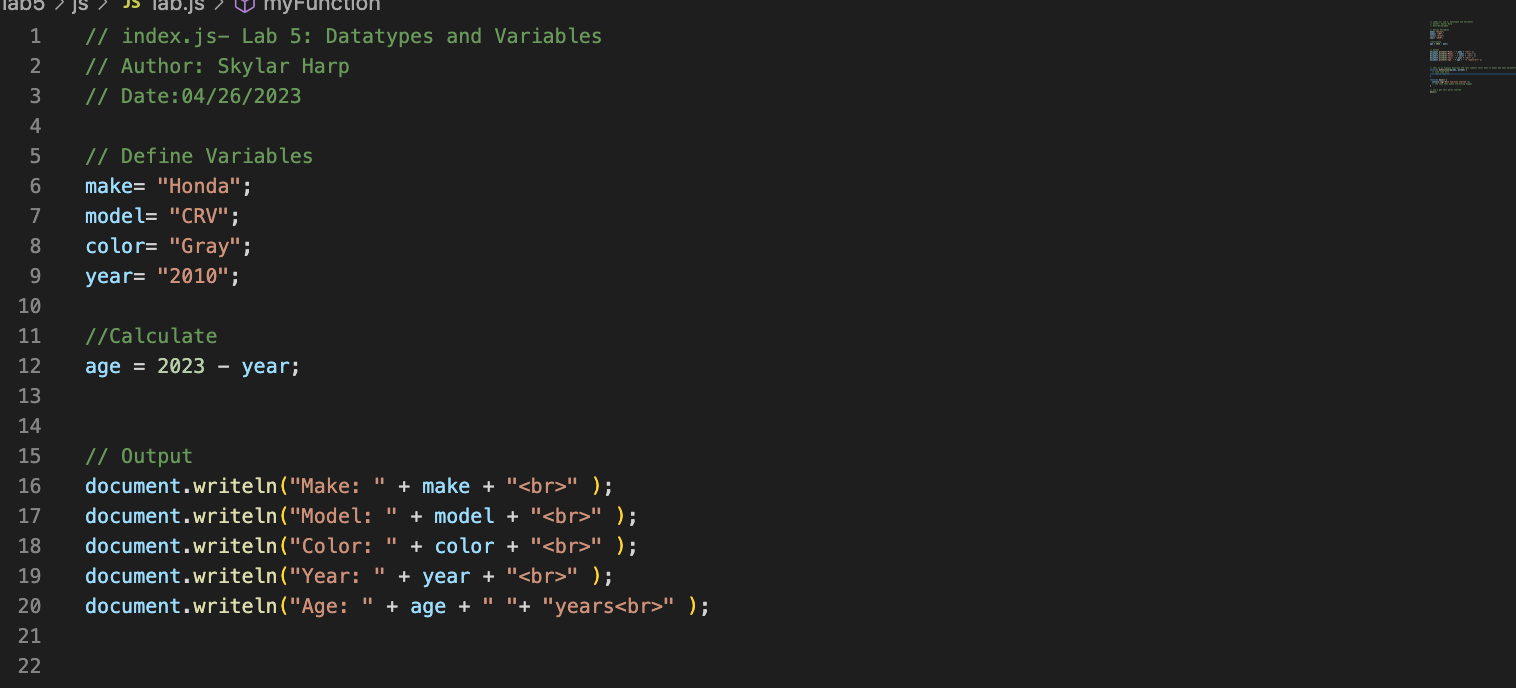 lab5 > js > JS lab.js > myFunction
1 // index.js- Lab 5: Datatypes and Variables
2 // Author: Skylar Harp
3 // Date:04/26/2023
4
5 // Define Variables
6 make= "Honda";
7 model= "CRV";
8 color= "Gray";
9 year= "2010";
10
11 //Calculate
12 age = 2023 - year;
13
14
15 // Output
16 document.writeln("Make: " + make + "<br>" );
17 document.writeln("Model: " + model + "<br>" );
18 document.writeln("Color: " + color + "<br>" );
19 document.writeln("Year: " + year + "<br>" );
20 document.writeln("Age: " + age + " "+ "years<br>" );
21
22